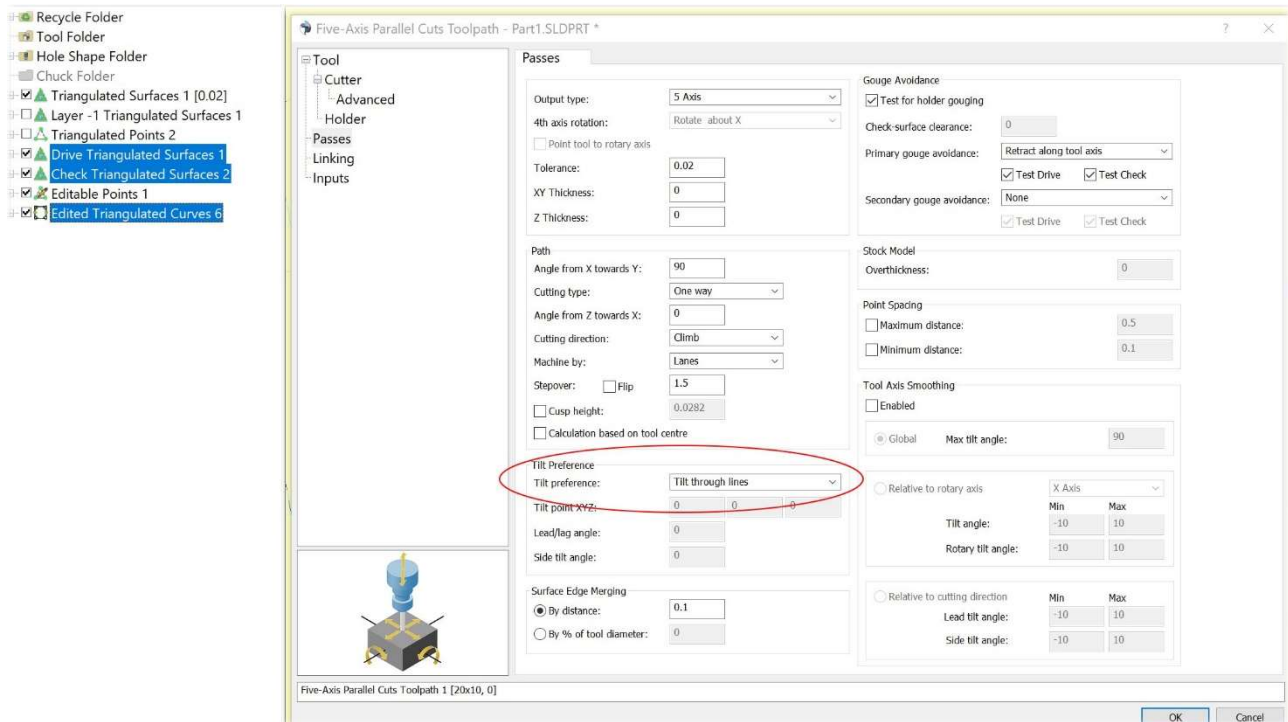 Recycle Folder
Tool Folder
Hole Shape Folder
Chuck Folder
Triangulated Surfaces 1 [0.02]
Layer -1 Triangulated Surfaces 1
Triangulated Points 2
Drive Triangulated Surfaces 1
Check Triangulated Surfaces 2
Editable Points 1
Edited Triangulated Curves 6
Five-Axis Parallel Cuts Toolpath - Part1.SLDPRT *
?
Tool
Cutter
Advanced
Holder
Passes
Linking
Inputs
Passes
Output type: 5 Axis
4th axis rotation: Rotate about X
Point tool to rotary axis
Tolerance: 0.02
XY Thickness: 0
Z Thickness: 0
Path
Angle from X towards Y: 90
Cutting type: One way
Angle from Z towards X: 0
Cutting direction: Climb
Machine by: Lanes
Stepover: Flip 1.5
Cusp height: 0.0282
Calculation based on tool centre
Tilt Preference
Tilt preference: Tilt through lines
Tilt point XYZ: 0 0 0
Lead/lag angle: 0
Side tilt angle: 0
Surface Edge Merging
By distance: 0.1
By % of tool diameter: 0
Gouge Avoidance
Test for holder gouging
Check-surface clearance: 0
Primary gouge avoidance: Retract along tool axis
Test Drive Test Check
Secondary gouge avoidance: None
Test Drive Test Check
Stock Model
Overthickness: 0
Point Spacing
Maximum distance: 0.5
Minimum distance: 0.1
Tool Axis Smoothing
Enabled
Global Max tilt angle: 90
Relative to rotary axis X Axis
Min Max
Tilt angle: -10 10
Rotary tilt angle: -10 10
Relative to cutting direction Min Max
Lead tilt angle: -10 10
Side tilt angle: -10 10
Five-Axis Parallel Cuts Toolpath 1 [20x10, 0]
OK Cancel